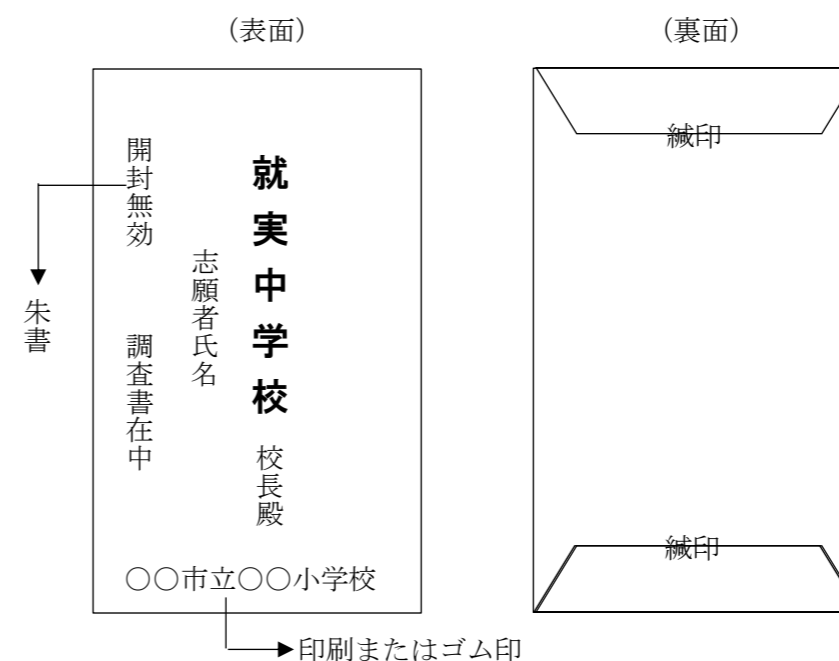 （表面）
就実中学校 校長殿
志願者氏名
開封無効 調査書在中
朱書
○○市立○○小学校
印刷またはゴム印
（裏面）
緘印
緘印